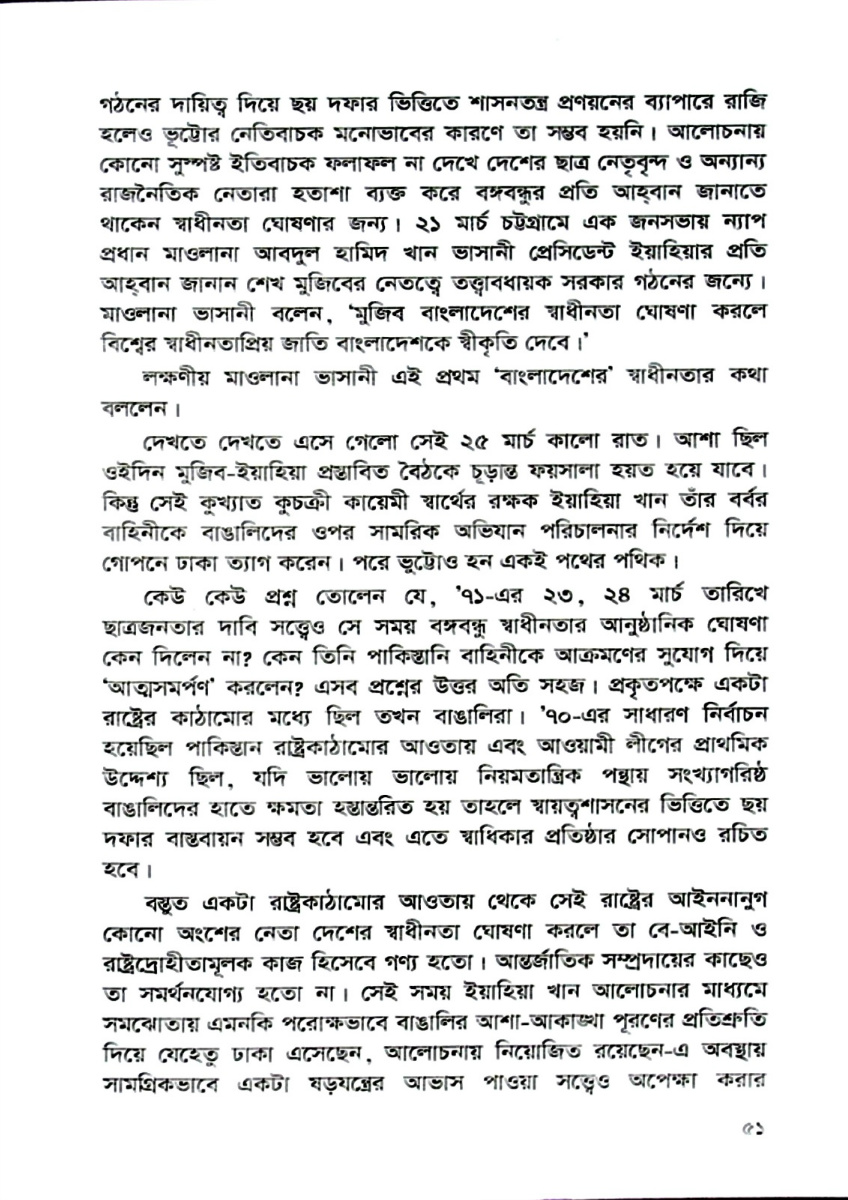 গঠনের দায়িত্ব দিয়ে ছয় দফার ভিত্তিতে শাসনতন্ত্র প্রণয়নের ব্যাপারে রাজি
হলেও ভূট্টোর নেতিবাচক মনোভাবের কারণে তা সম্ভব হয়নি। আলোচনায়
কোনো সুস্পষ্ট ইতিবাচক ফলাফল না দেখে দেশের ছাত্র নেতৃবৃন্দ ও অন্যান্য
রাজনৈতিক নেতারা হতাশা ব্যক্ত করে বঙ্গবন্ধুর প্রতি আহ্বান জানাতে
থাকেন স্বাধীনতা ঘোষণার জন্য। ২১ মার্চ চট্টগ্রামে এক জনসভায় ন্যাপ
প্রধান মাওলানা আবদুল হামিদ খান ভাসানী প্রেসিডেন্ট ইয়াহিয়ার প্রতি
আহ্বান জানান শেখ মুজিবের নেতত্বে তত্ত্বাবধায়ক সরকার গঠনের জন্যে।
মাওলানা ভাসানী বলেন, ‘মুজিব বাংলাদেশের স্বাধীনতা ঘোষণা করলে
বিশ্বের স্বাধীনতাপ্রিয় জাতি বাংলাদেশকে স্বীকৃতি দেবে।’
লক্ষণীয় মাওলানা ভাসানী এই প্রথম ‘বাংলাদেশের’ স্বাধীনতার কথা
বললেন।
দেখতে দেখতে এসে গেলো সেই ২৫ মার্চ কালো রাত। আশা ছিল
ওইদিন মুজিব-ইয়াহিয়া প্রস্তাবিত বৈঠকে চূড়ান্ত ফয়সালা হয়ত হয়ে যাবে।
কিন্তু সেই কুখ্যাত কুচক্রী কায়েমী স্বার্থের রক্ষক ইয়াহিয়া খান তাঁর বর্বর
বাহিনীকে বাঙালিদের ওপর সামরিক অভিযান পরিচালনার নির্দেশ দিয়ে
গোপনে ঢাকা ত্যাগ করেন। পরে ভুট্টোও হন একই পথের পথিক।
কেউ কেউ প্রশ্ন তোলেন যে, ’৭১-এর ২৩, ২৪ মার্চ তারিখে
ছাত্রজনতার দাবি সত্ত্বেও সে সময় বঙ্গবন্ধু স্বাধীনতার আনুষ্ঠানিক ঘোষণা
কেন দিলেন না? কেন তিনি পাকিস্তানি বাহিনীকে আক্রমণের সুযোগ দিয়ে
‘আত্মসমর্পণ’ করলেন? এসব প্রশ্নের উত্তর অতি সহজ। প্রকৃতপক্ষে একটা
রাষ্ট্রের কাঠামোর মধ্যে ছিল তখন বাঙালিরা। ’৭০-এর সাধারণ নির্বাচন
হয়েছিল পাকিস্তান রাষ্ট্রকাঠামোর আওতায় এবং আওয়ামী লীগের প্রাথমিক
উদ্দেশ্য ছিল, যদি ভালোয় ভালোয় নিয়মতান্ত্রিক পন্থায় সংখ্যাগরিষ্ঠ
বাঙালিদের হাতে ক্ষমতা হস্তান্তরিত হয় তাহলে স্বায়ত্বশাসনের ভিত্তিতে ছয়
দফার বাস্তবায়ন সম্ভব হবে এবং এতে স্বাধিকার প্রতিষ্ঠার সোপানও রচিত
হবে।
বস্তুত একটা রাষ্ট্রকাঠামোর আওতায় থেকে সেই রাষ্ট্রের আইননানুগ
কোনো অংশের নেতা দেশের স্বাধীনতা ঘোষণা করলে তা বে-আইনি ও
রাষ্ট্রদ্রোহীতামূলক কাজ হিসেবে গণ্য হতো। আন্তর্জাতিক সম্প্রদায়ের কাছেও
তা সমর্থনযোগ্য হতো না। সেই সময় ইয়াহিয়া খান আলোচনার মাধ্যমে
সমঝোতায় এমনকি পরোক্ষভাবে বাঙালির আশা-আকাঙ্খা পূরণের প্রতিশ্রুতি
দিয়ে যেহেতু ঢাকা এসেছেন, আলোচনায় নিয়োজিত রয়েছেন-এ অবস্থায়
সামগ্রিকভাবে একটা ষড়যন্ত্রের আভাস পাওয়া সত্ত্বেও অপেক্ষা করার
৫১